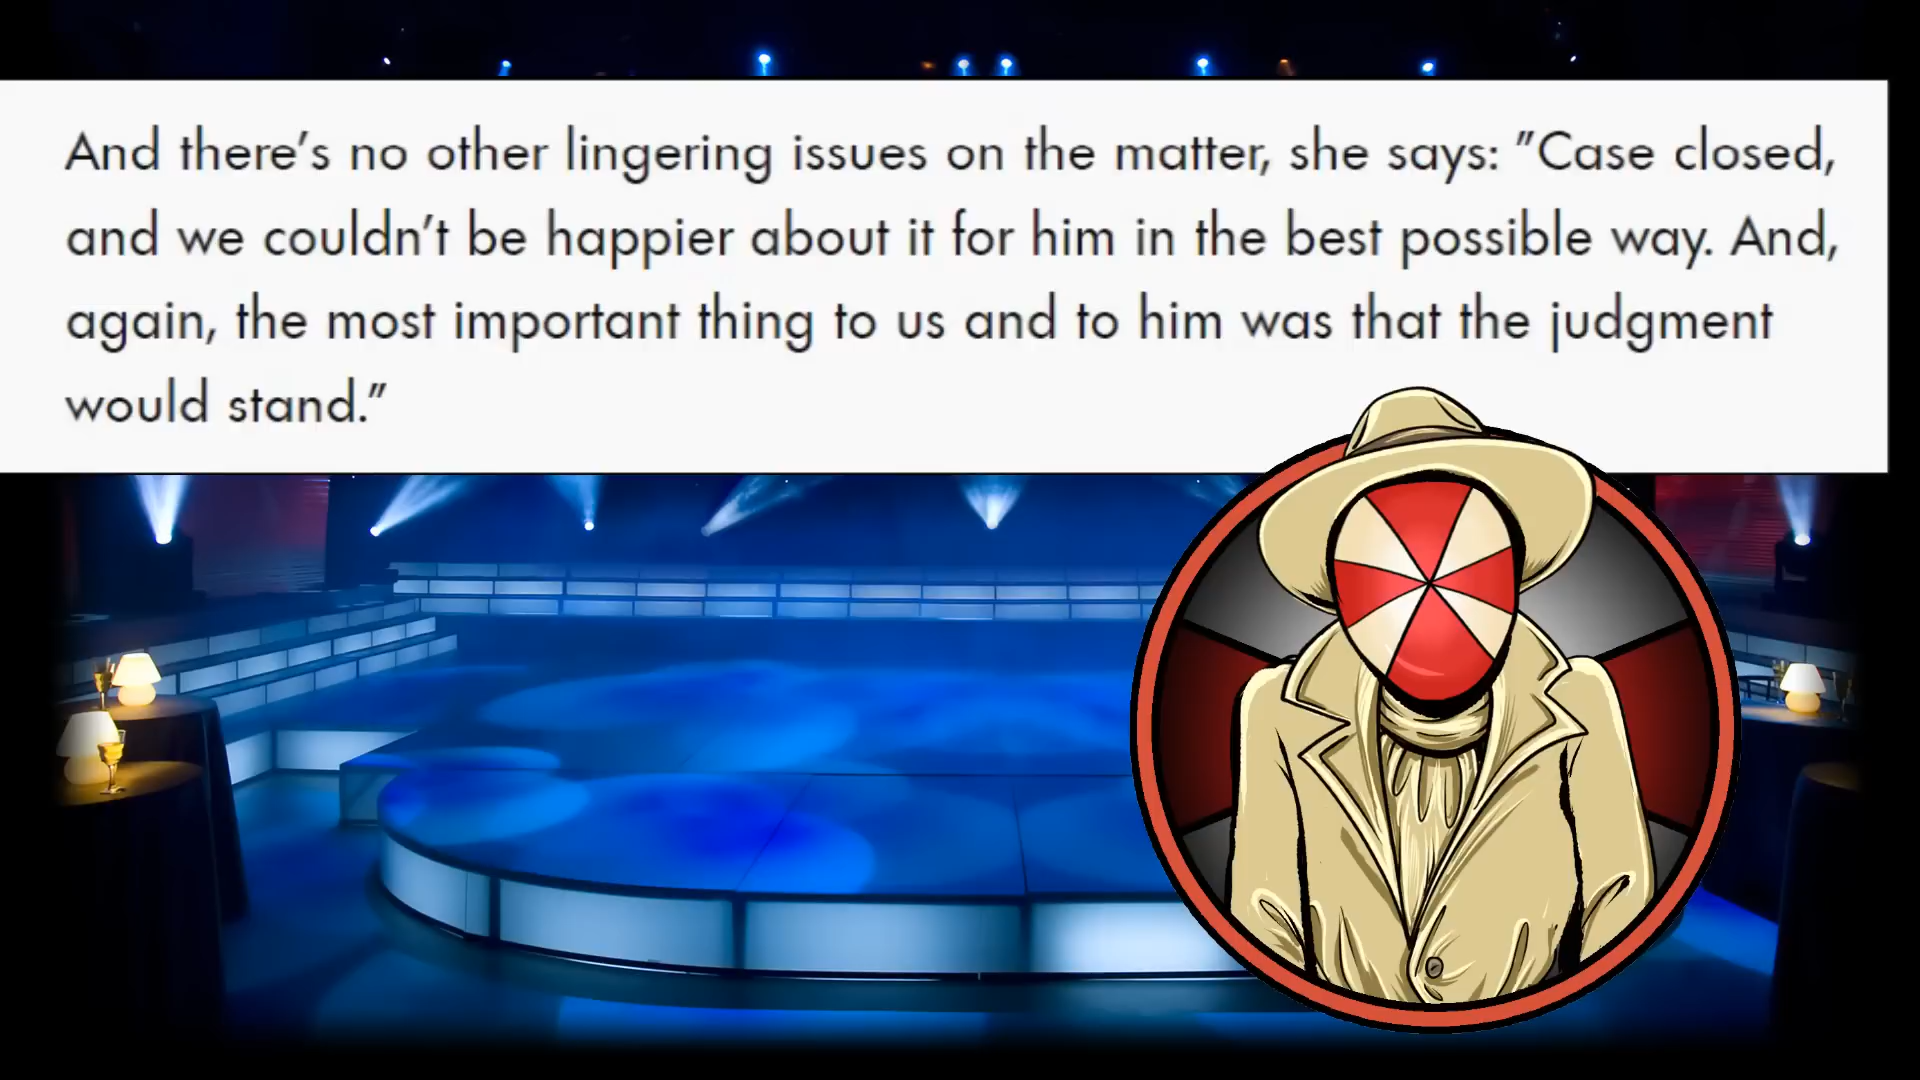 And there’s no other lingering issues on the matter, she says: ”Case closed,
and we couldn’t be happier about it for him in the best possible way. And,
again, the most important thing to us and to him was that the judgment
would stand.”